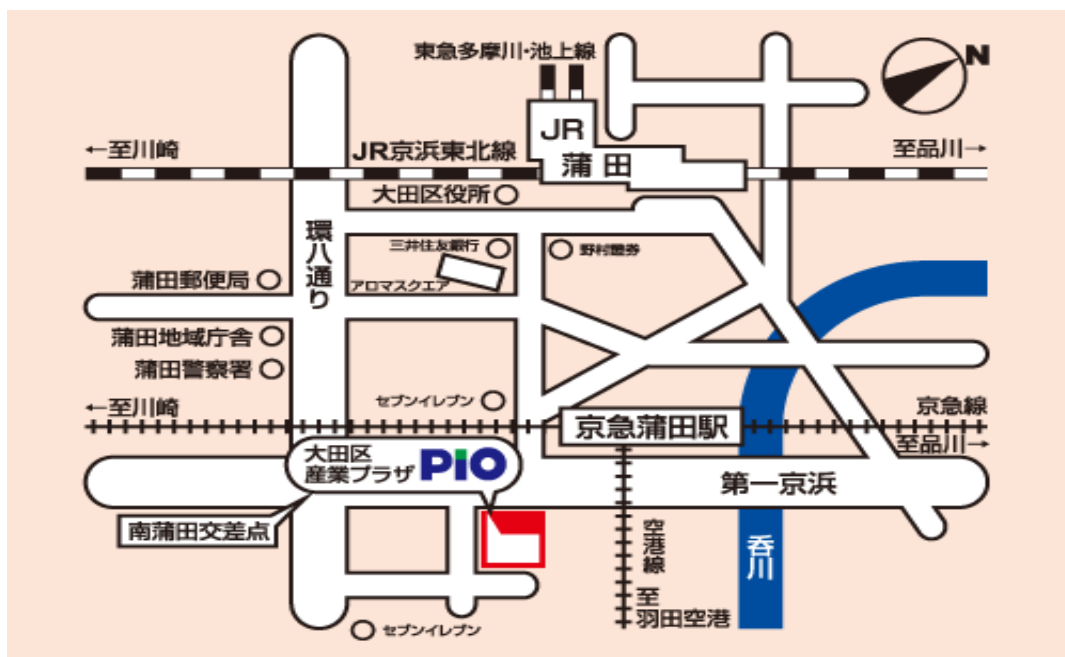 東急多摩川・池上線
N
JR
蒲田
←至川崎
JR京浜東北線
至品川→
大田区役所
環八通り
三井住友銀行
野村證券
蒲田郵便局
アロマスクエア
蒲田地域庁舎
蒲田警察署
セブンイレブン
←至川崎
京急線
京急蒲田駅
至品川→
大田区
産業プラザ PiO
第一京浜
南蒲田交差点
空港線
呑川
至
羽田空港
セブンイレブン